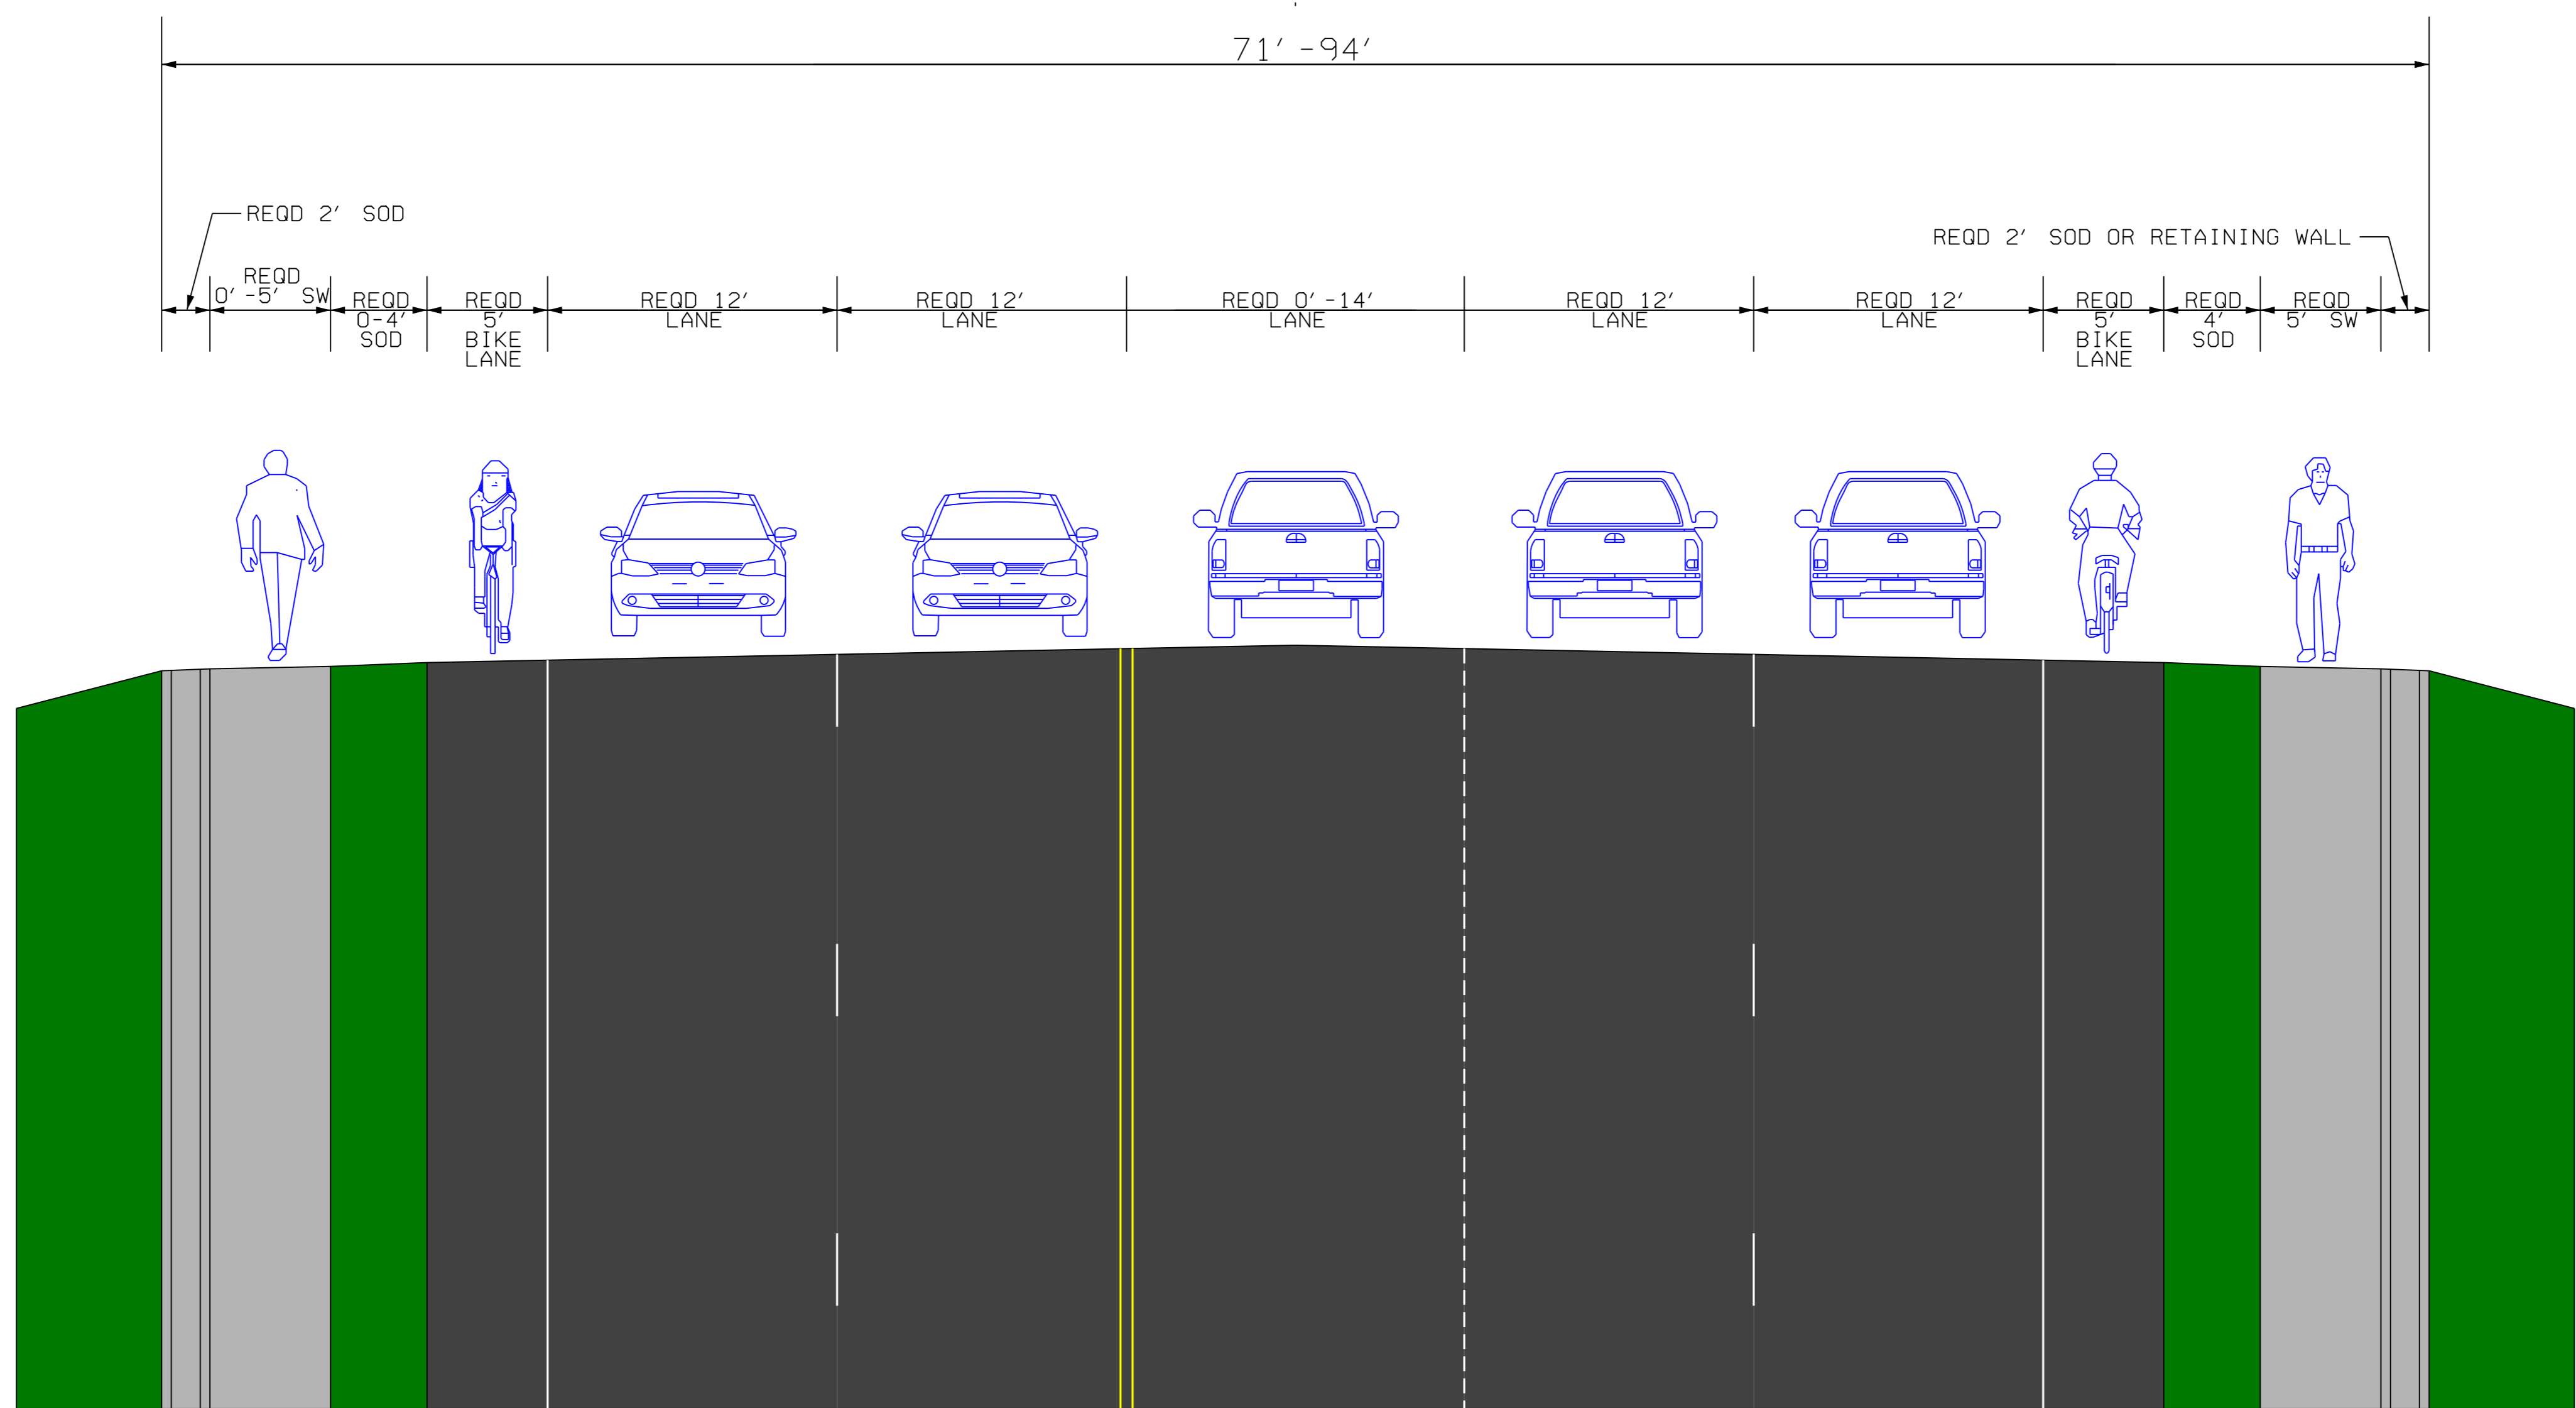 71'-94'
REQD 2' SOD
REQD 2' SOD OR RETAINING WALL
REQD
0'-5' SW
REQD
0-4'
SOD
REQD
5'
BIKE
LANE
REQD 12'
LANE
REQD 12'
LANE
REQD 0'-14'
LANE
REQD 12'
LANE
REQD 12'
LANE
REQD
5'
BIKE
LANE
REQD
4'
SOD
REQD
5' SW